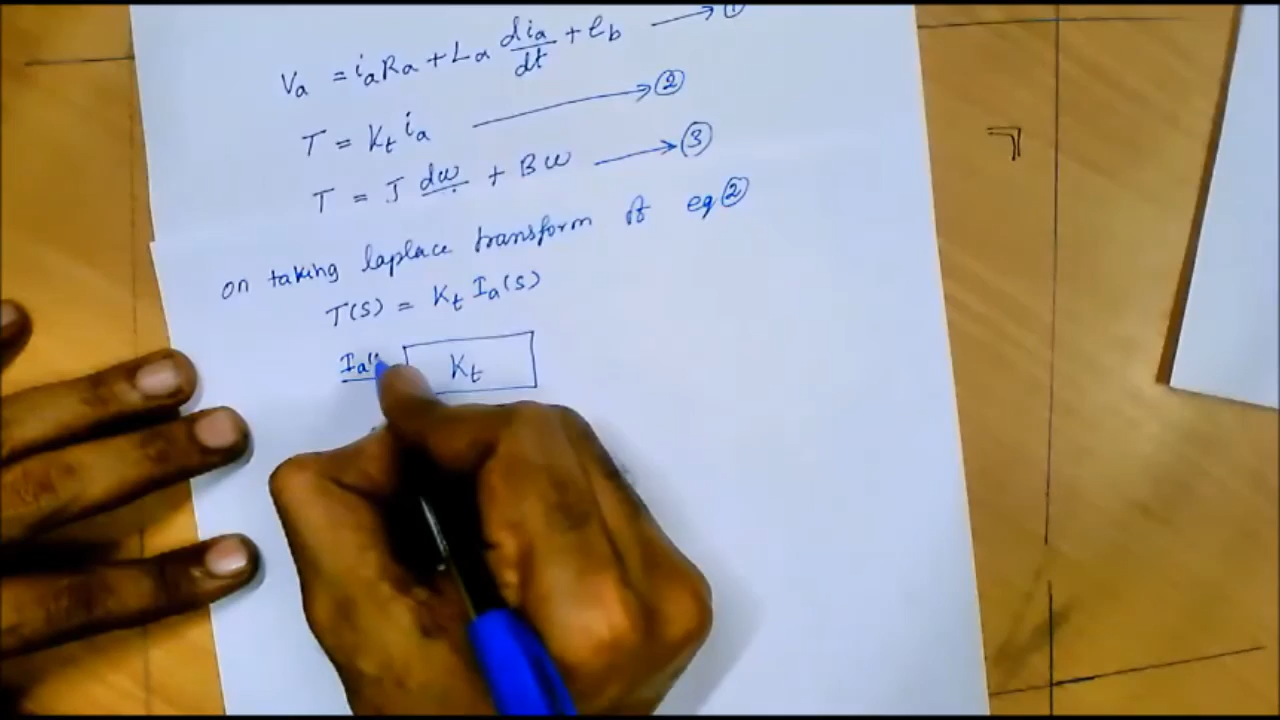 Va = iaRa + La dia/dt + eb → ①
T = Kt ia → ②
T = J dω/ + Bω → ③
on taking laplace transform of eq ②
T(S) = Kt Ia(S)
Ia( Kt